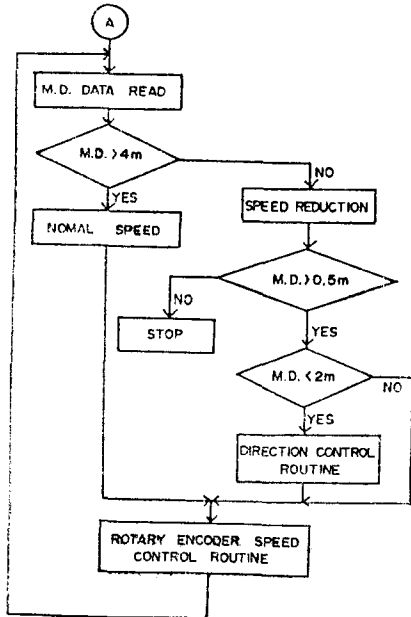 A
M.D. DATA READ
M.D. > 4m
NO
YES
SPEED REDUCTION
NOMAL SPEED
M.D. > 0.5m
NO
STOP
YES
M.D. < 2m
NO
YES
DIRECTION CONTROL
ROUTINE
ROTARY ENCODER SPEED
CONTROL ROUTINE